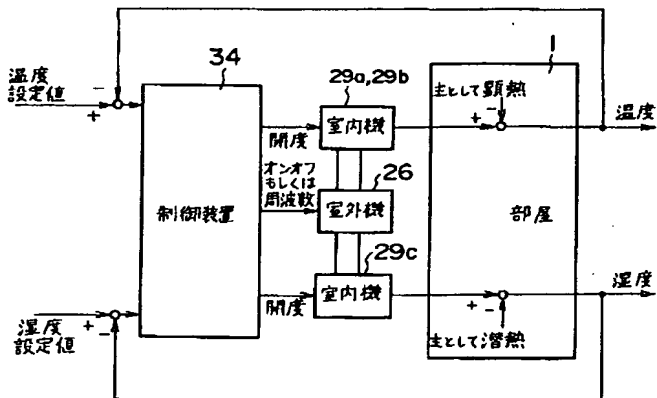 34
1
温度
設定値
−
+
29a,29b
主として顕熱
−
+
室内機
開度
温度
オンオフ
もしくは
周波数
26
制御装置
室外機
部屋
29c
湿度
室内機
開度
+
−
湿度
設定値
+
−
主として潜熱